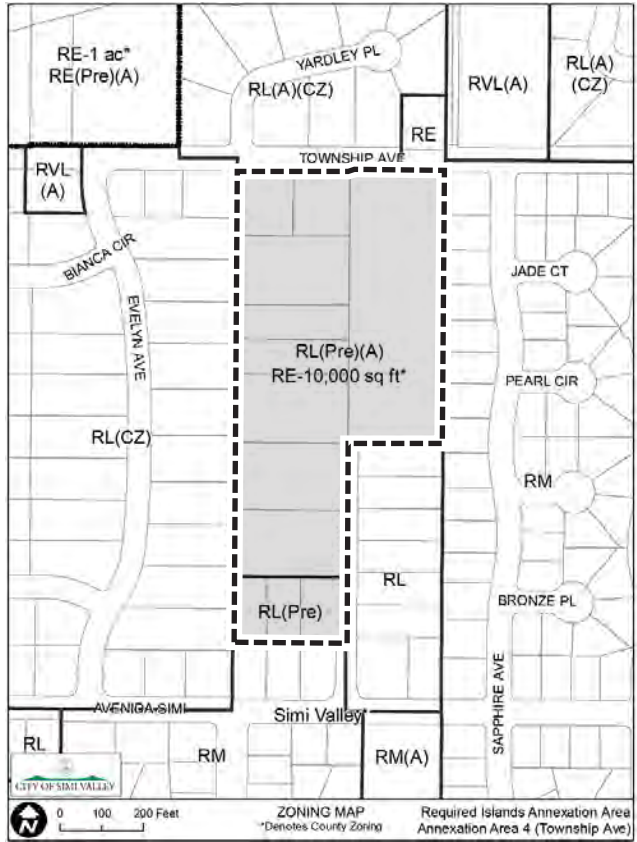 RE-1 ac*
RE(Pre)(A)
YARDLEY PL
RL(A)(CZ)
RVL(A)
RL(A)
(CZ)
RE
TOWNSHIP AVE
RVL
(A)
BIANCA CIR
EVELYN AVE
JADE CT
RL(Pre)(A)
RE-10,000 sq ft*
PEARL CIR
RL(CZ)
RM
RL
BRONZE PL
RL(Pre)
SAPPHIRE AVE
AVENIDA SIMI
Simi Valley*
RL
RM
RM(A)
CITY OF SIMI VALLEY
N
0 100 200 Feet
ZONING MAP
*Denotes County Zoning
Required Islands Annexation Area
Annexation Area 4 (Township Ave)